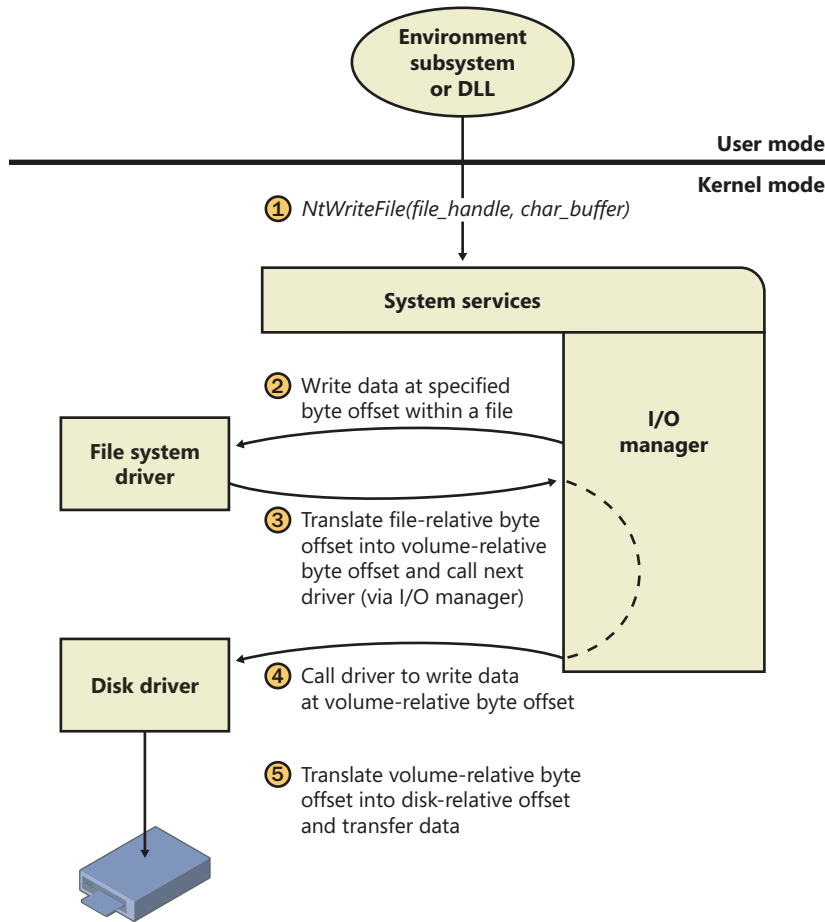 Environment
subsystem
or DLL
User mode
Kernel mode
1 NtWriteFile(file_handle, char_buffer)
System services
2 Write data at specified
byte offset within a file
I/O
manager
File system
driver
3 Translate file-relative byte
offset into volume-relative
byte offset and call next
driver (via I/O manager)
Disk driver
4 Call driver to write data
at volume-relative byte offset
5 Translate volume-relative byte
offset into disk-relative offset
and transfer data